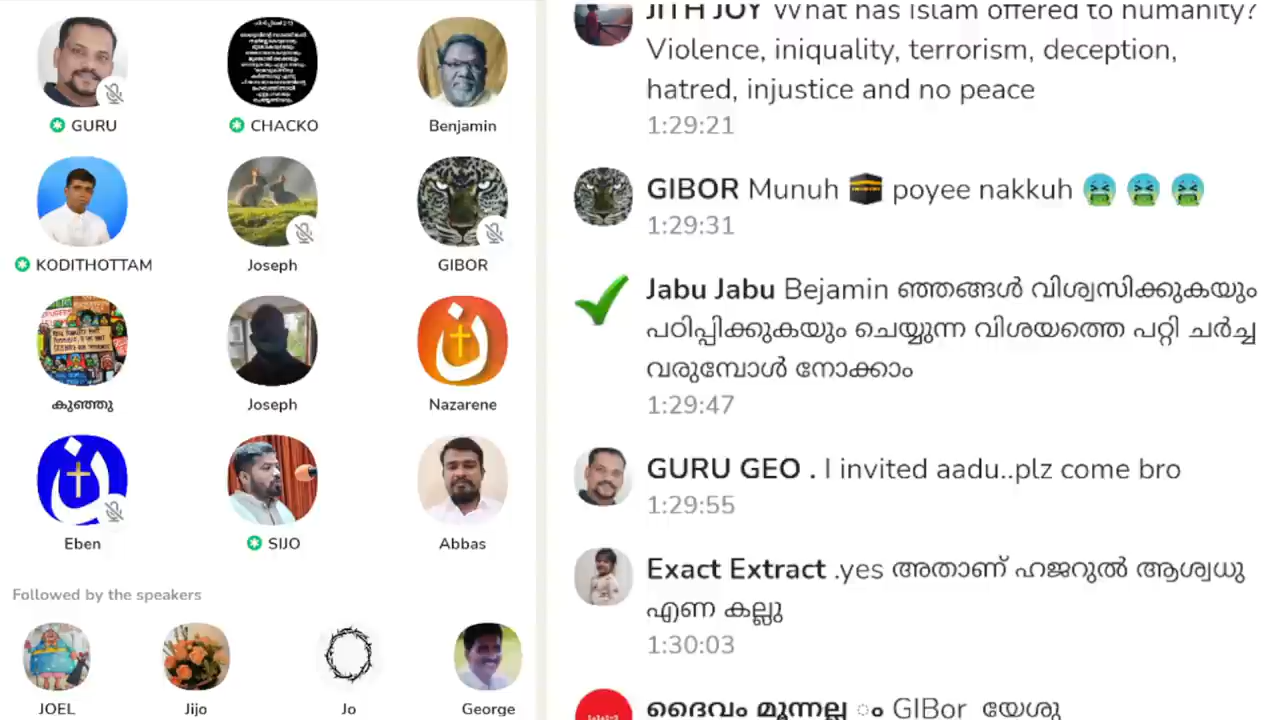 GURU
CHACKO
Benjamin
KODITHOTTAM
Joseph
GIBOR
കുഞ്ഞു
Joseph
Nazarene
Eben
SIJO
Abbas
Followed by the speakers
JOEL
Jijo
Jo
George
JITH JOY What has Islam offered to humanity?
Violence, iniquality, terrorism, deception,
hatred, injustice and no peace
1:29:21
GIBOR Munuh 🕋 poyee nakkuh 🤮 🤮 🤮
1:29:31
Jabu Jabu Bejamin ഞങ്ങൾ വിശ്വസിക്കുകയും
പഠിപ്പിക്കുകയും ചെയ്യുന്ന വിഷയത്തെ പറ്റി ചർച്ച
വരുമ്പോൾ നോക്കാം
1:29:47
GURU GEO . I invited aadu..plz come bro
1:29:55
Exact Extract .yes അതാണ് ഹജറുൽ ആശ്വധു
എണ കല്ലു
1:30:03
ദൈവം മൂന്നല്ല ം GIBor യേശു